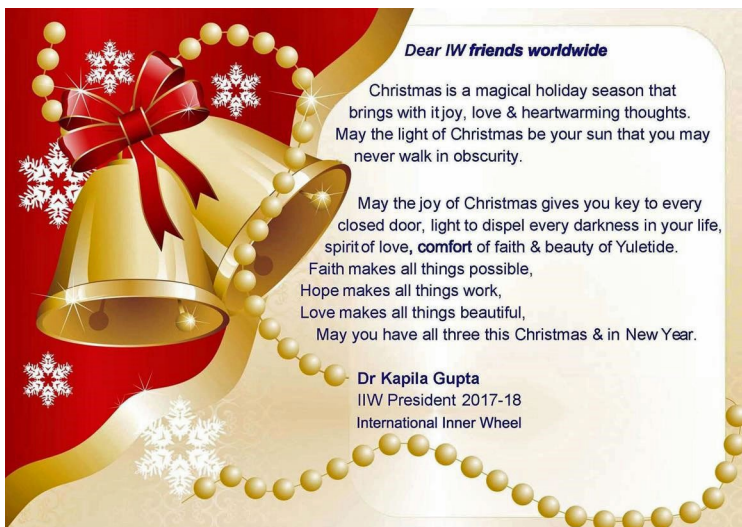 Dear IW friends worldwide
Christmas is a magical holiday season that
brings with it joy, love & heartwarming thoughts.
May the light of Christmas be your sun that you may
never walk in obscurity.
May the joy of Christmas gives you key to every
closed door, light to dispel every darkness in your life,
spirit of love, comfort of faith & beauty of Yuletide.
Faith makes all things possible,
Hope makes all things work,
Love makes all things beautiful,
May you have all three this Christmas & in New Year.
Dr Kapila Gupta
IIW President 2017-18
International Inner Wheel